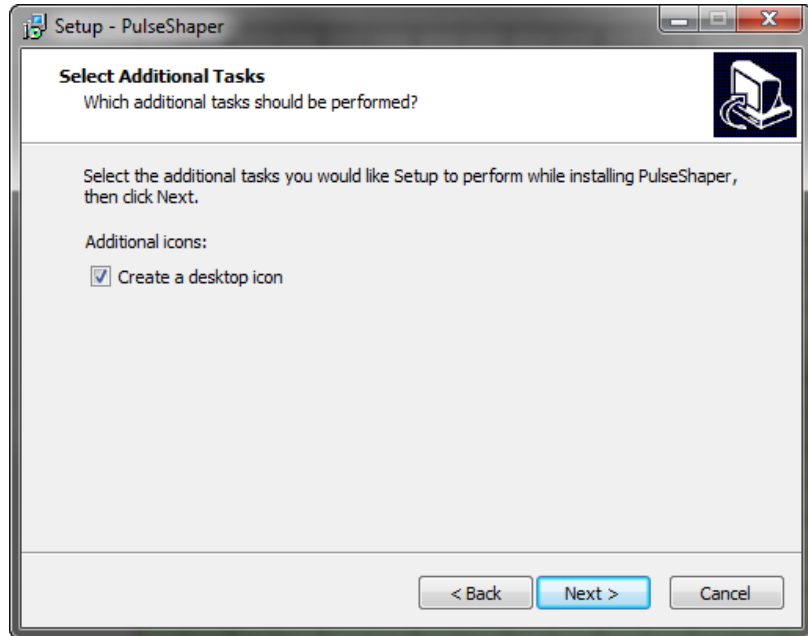 Setup - PulseShaper
Select Additional Tasks
Which additional tasks should be performed?
Select the additional tasks you would like Setup to perform while installing PulseShaper,
then click Next.
Additional icons:
Create a desktop icon
< Back Next > Cancel